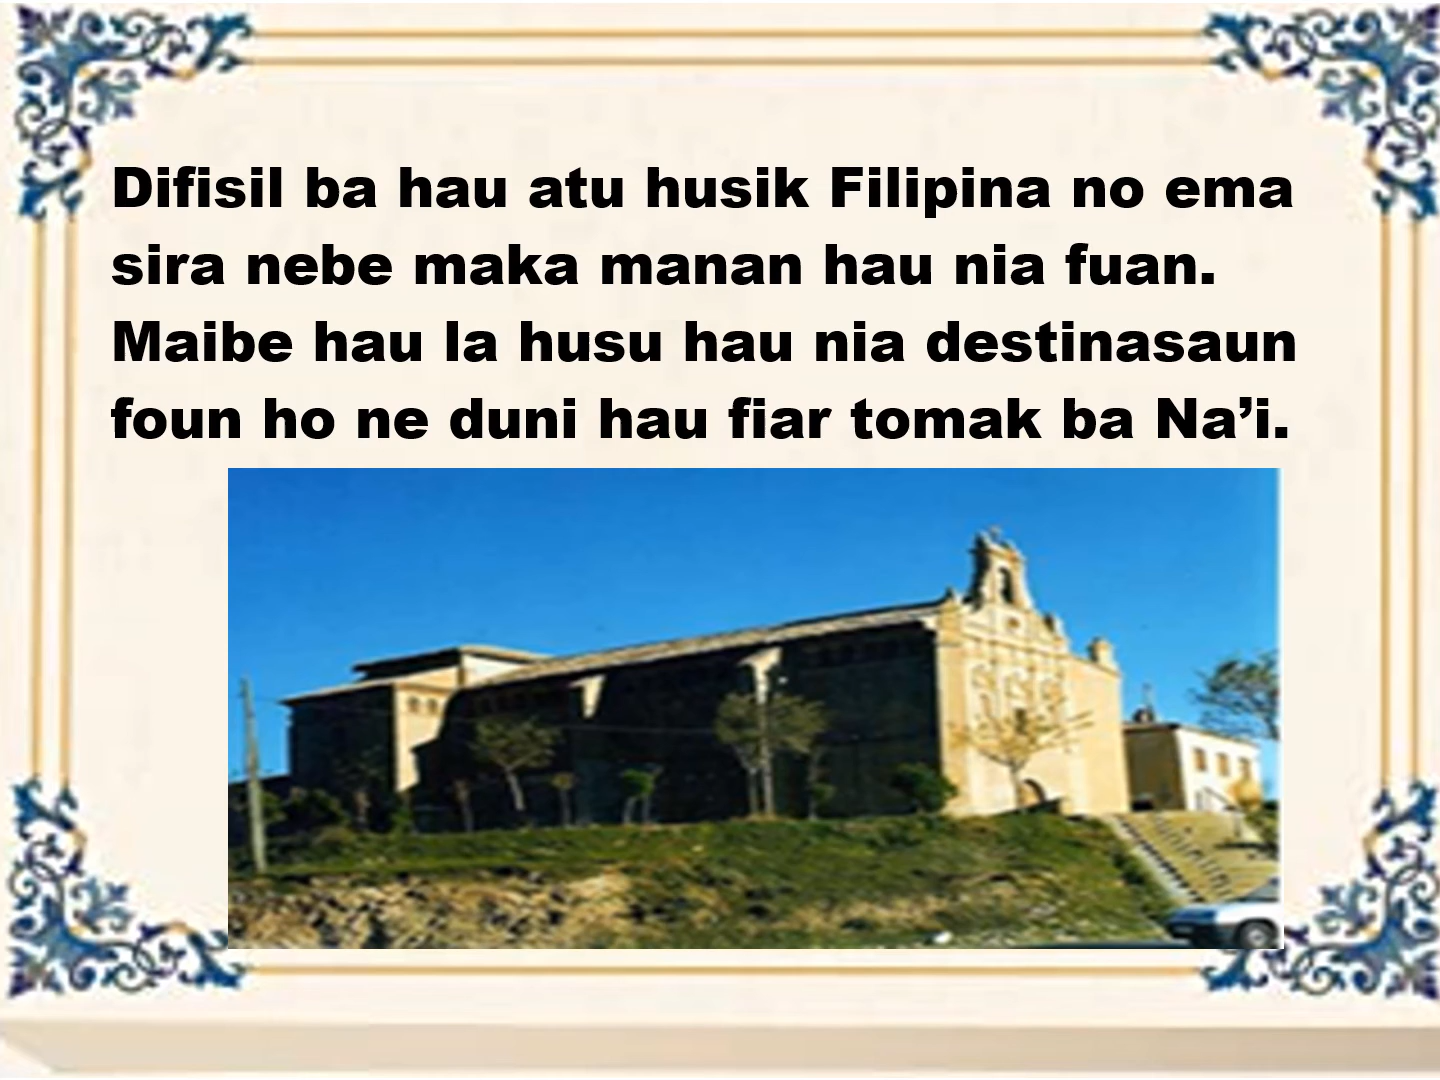 Difisil ba hau atu husik Filipina no ema
sira nebe maka manan hau nia fuan.
Maibe hau la husu hau nia destinasaun
foun ho ne duni hau fiar tomak ba Na’i.